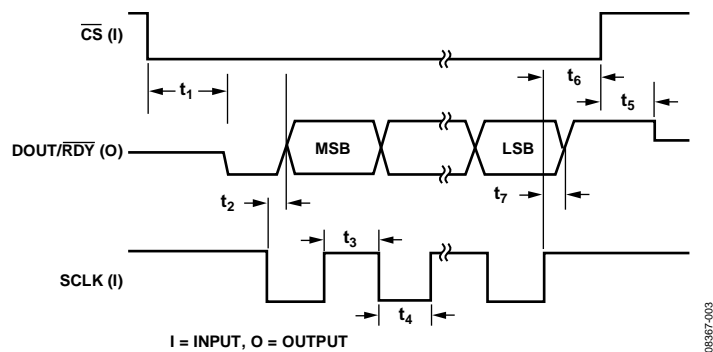 CS (I)
t1
t6
t5
DOUT/RDY (O)
MSB
LSB
t2
t7
t3
SCLK (I)
t4
I = INPUT, O = OUTPUT
08367-003